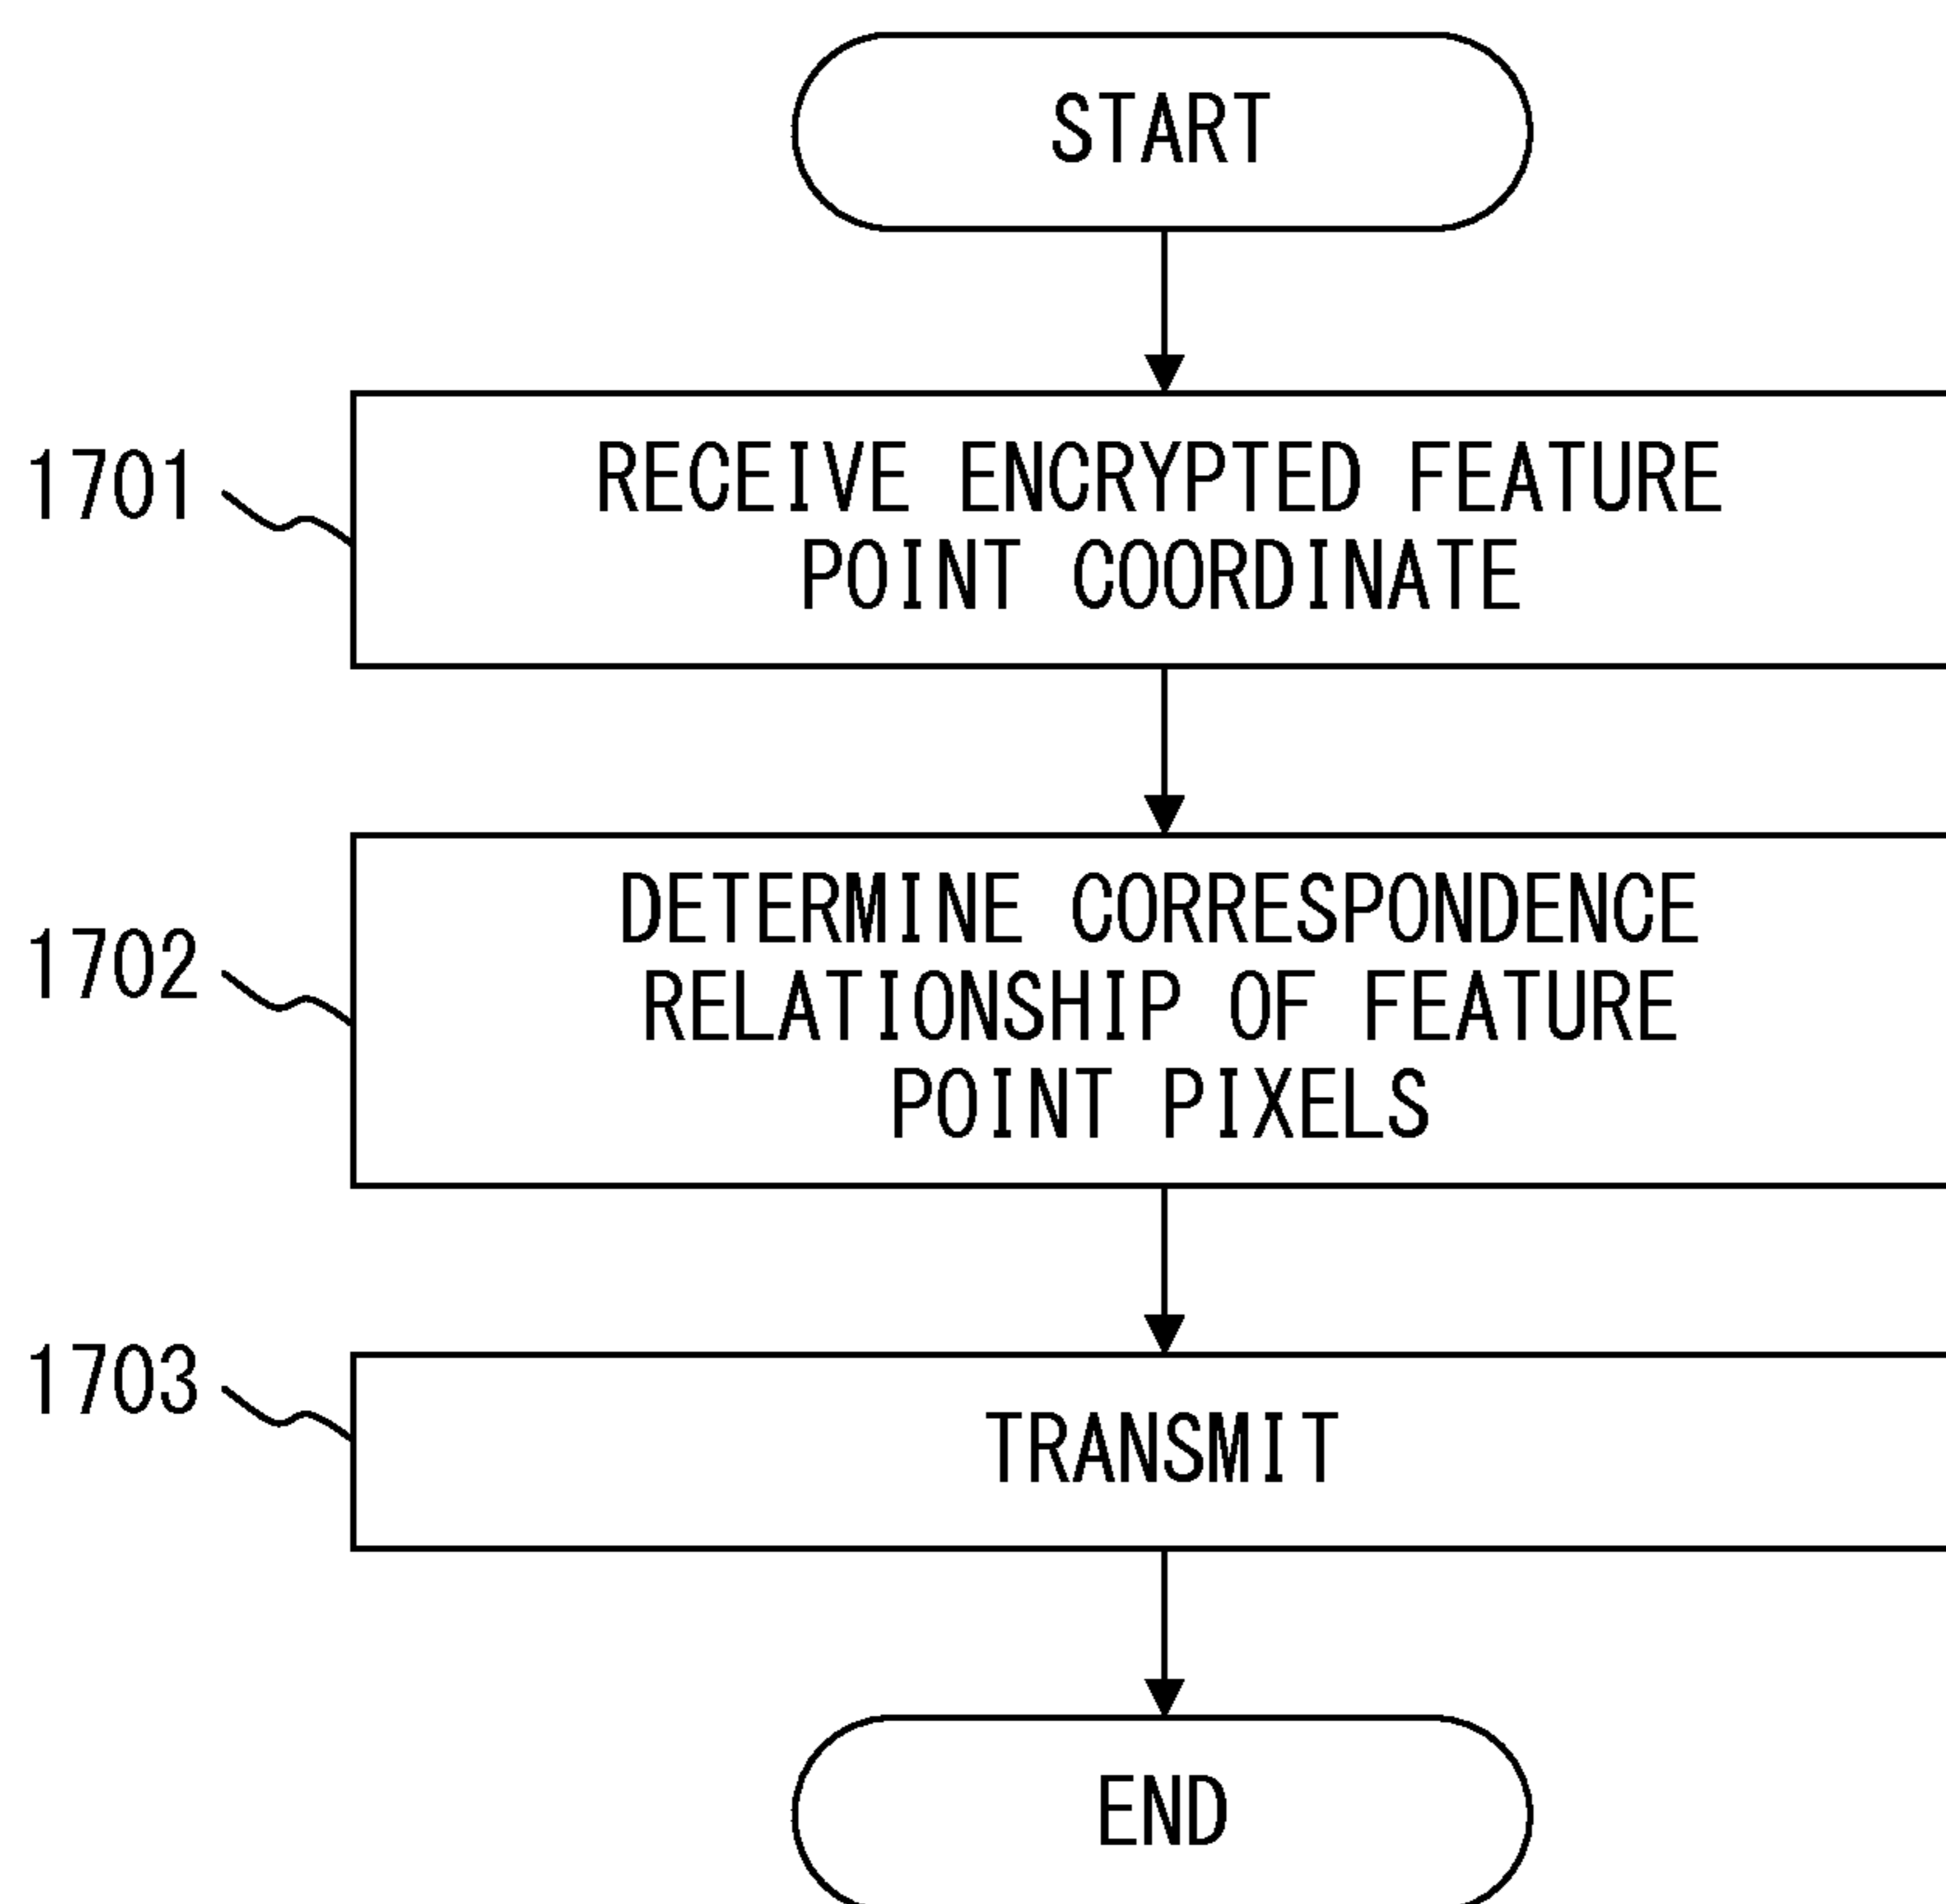 START
1701
RECEIVE ENCRYPTED FEATURE
POINT COORDINATE
1702
DETERMINE CORRESPONDENCE
RELATIONSHIP OF FEATURE
POINT PIXELS
1703
TRANSMIT
END